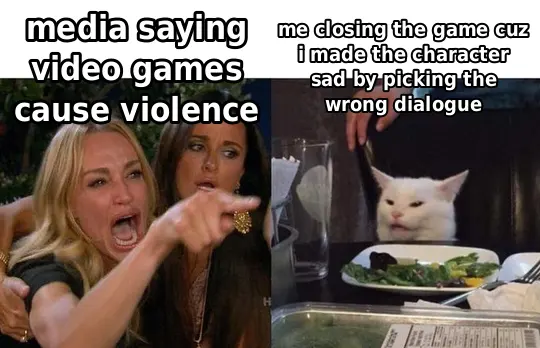 media saying
video games
cause violence
me closing the game cuz
i made the character
sad by picking the
wrong dialogue